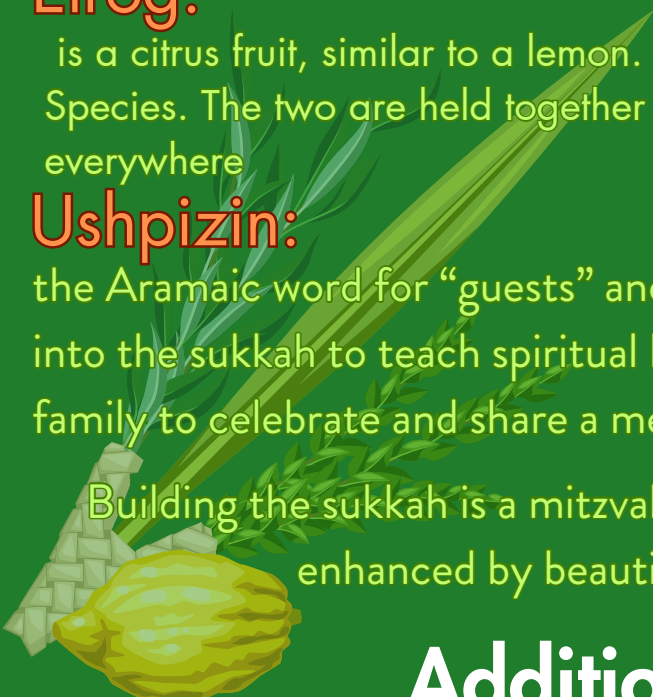 Etrog:
is a citrus fruit, similar to a lemon.
Species. The two are held together
everywhere
Ushpizin:
the Aramaic word for “guests”
into the sukkah to teach spiritual
family to celebrate and share a
Building the sukkah is a
enhanced by